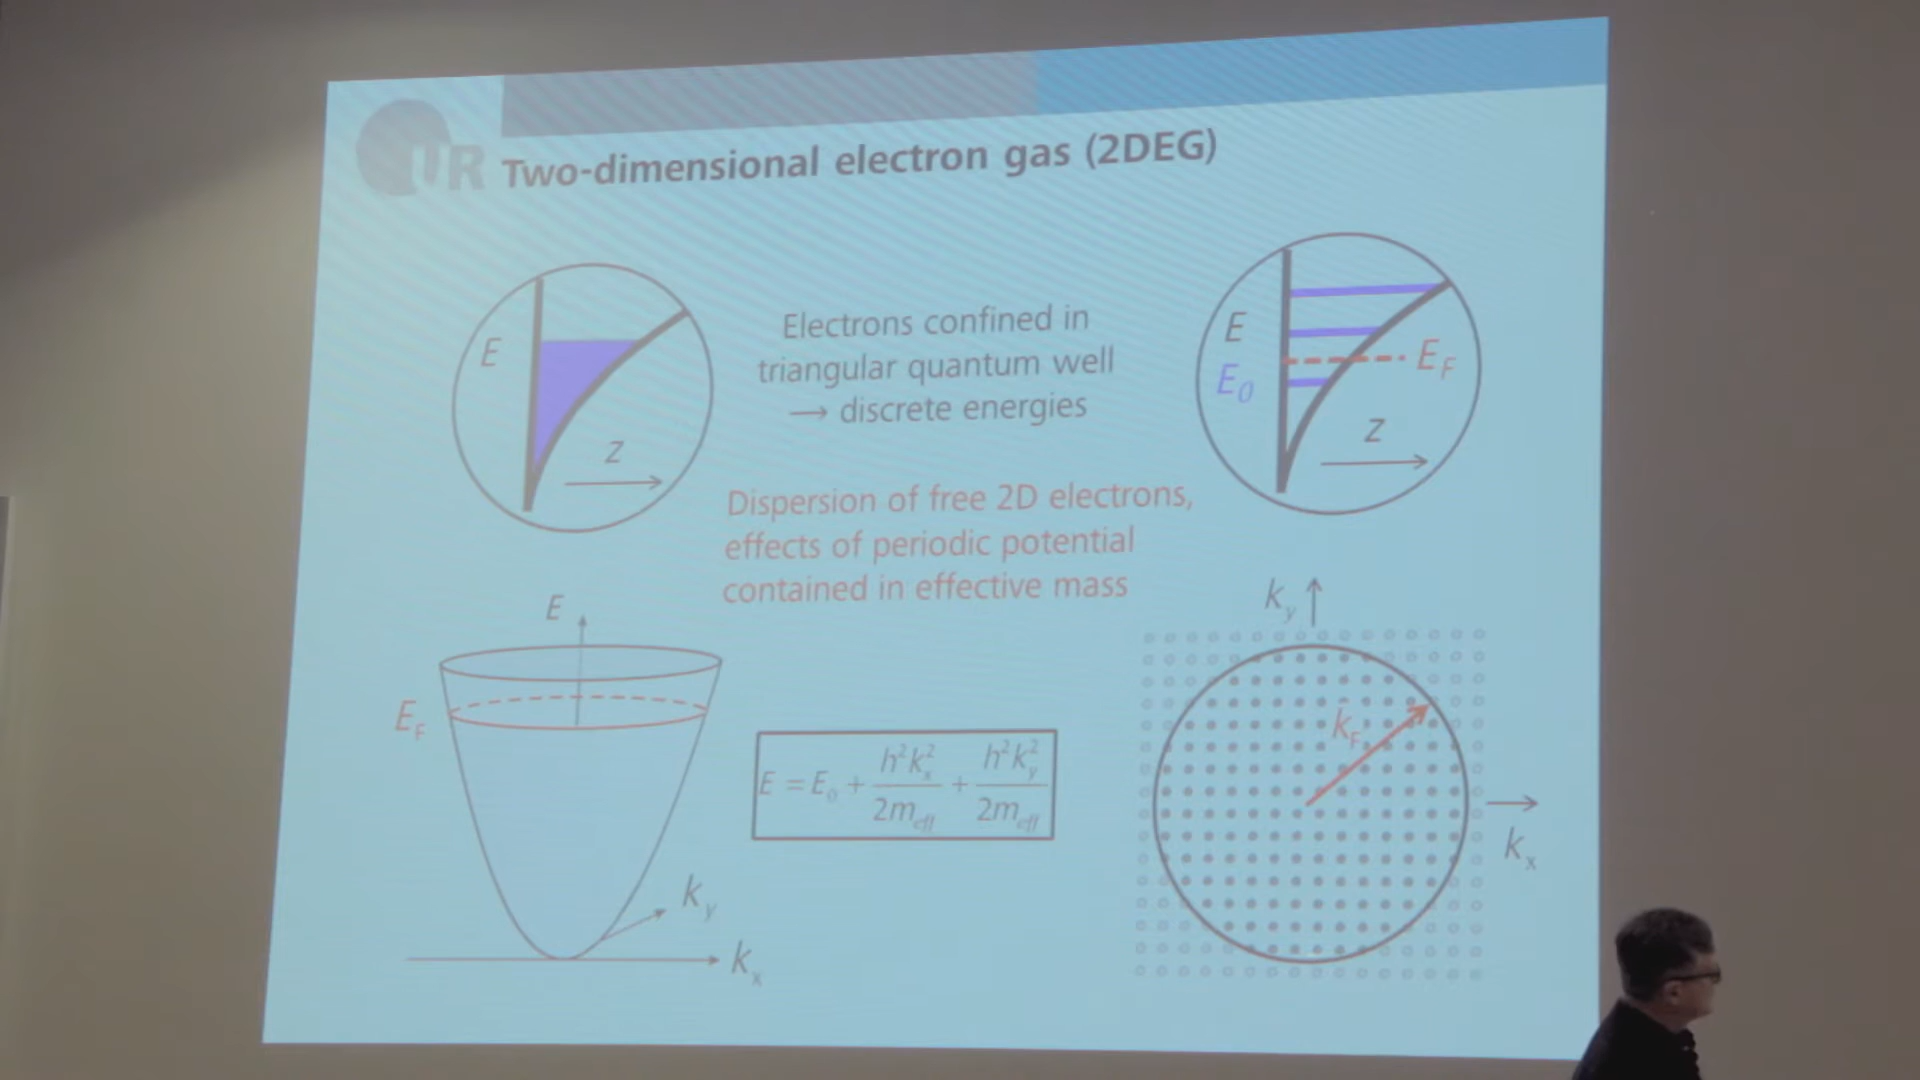 UR
Two-dimensional electron gas (2DEG)
E
z
Electrons confined in
triangular quantum well
→ discrete energies
E
E₀
E_F
z
Dispersion of free 2D electrons,
effects of periodic potential
contained in effective mass
E
E_F
k_y
k_x
E = E₀ + h²k_x²/2m_eff + h²k_y²/2m_eff
k_y
k_F
k_x